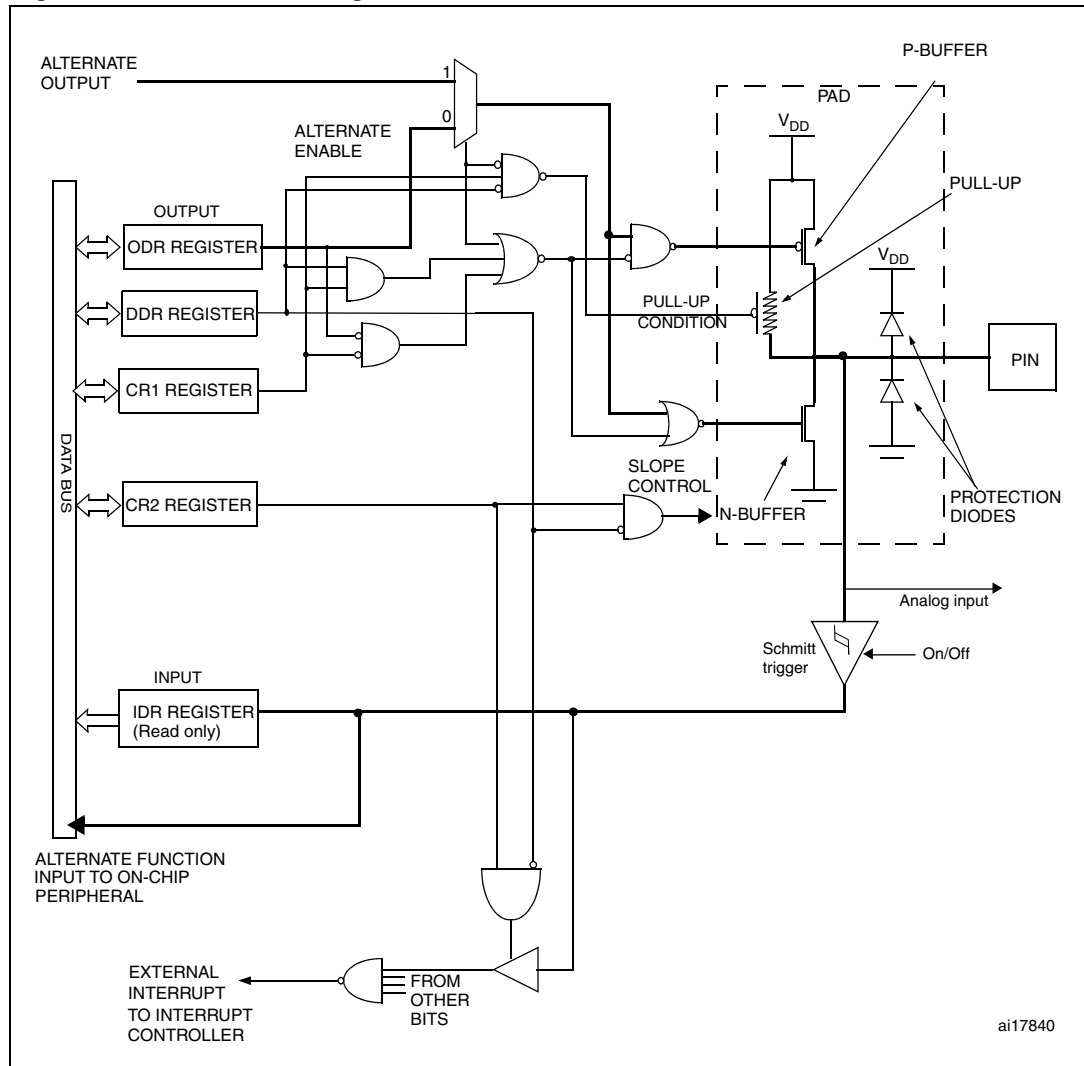 ALTERNATE
OUTPUT
1
0
ALTERNATE
ENABLE
P-BUFFER
PAD
VDD
PULL-UP
OUTPUT
ODR REGISTER
DDR REGISTER
CR1 REGISTER
PULL-UP
CONDITION
VDD
PIN
DATA BUS
CR2 REGISTER
SLOPE
CONTROL
N-BUFFER
PROTECTION
DIODES
Analog input
Schmitt
trigger
On/Off
INPUT
IDR REGISTER
(Read only)
ALTERNATE FUNCTION
INPUT TO ON-CHIP
PERIPHERAL
EXTERNAL
INTERRUPT
TO INTERRUPT
CONTROLLER
FROM
OTHER
BITS
ai17840